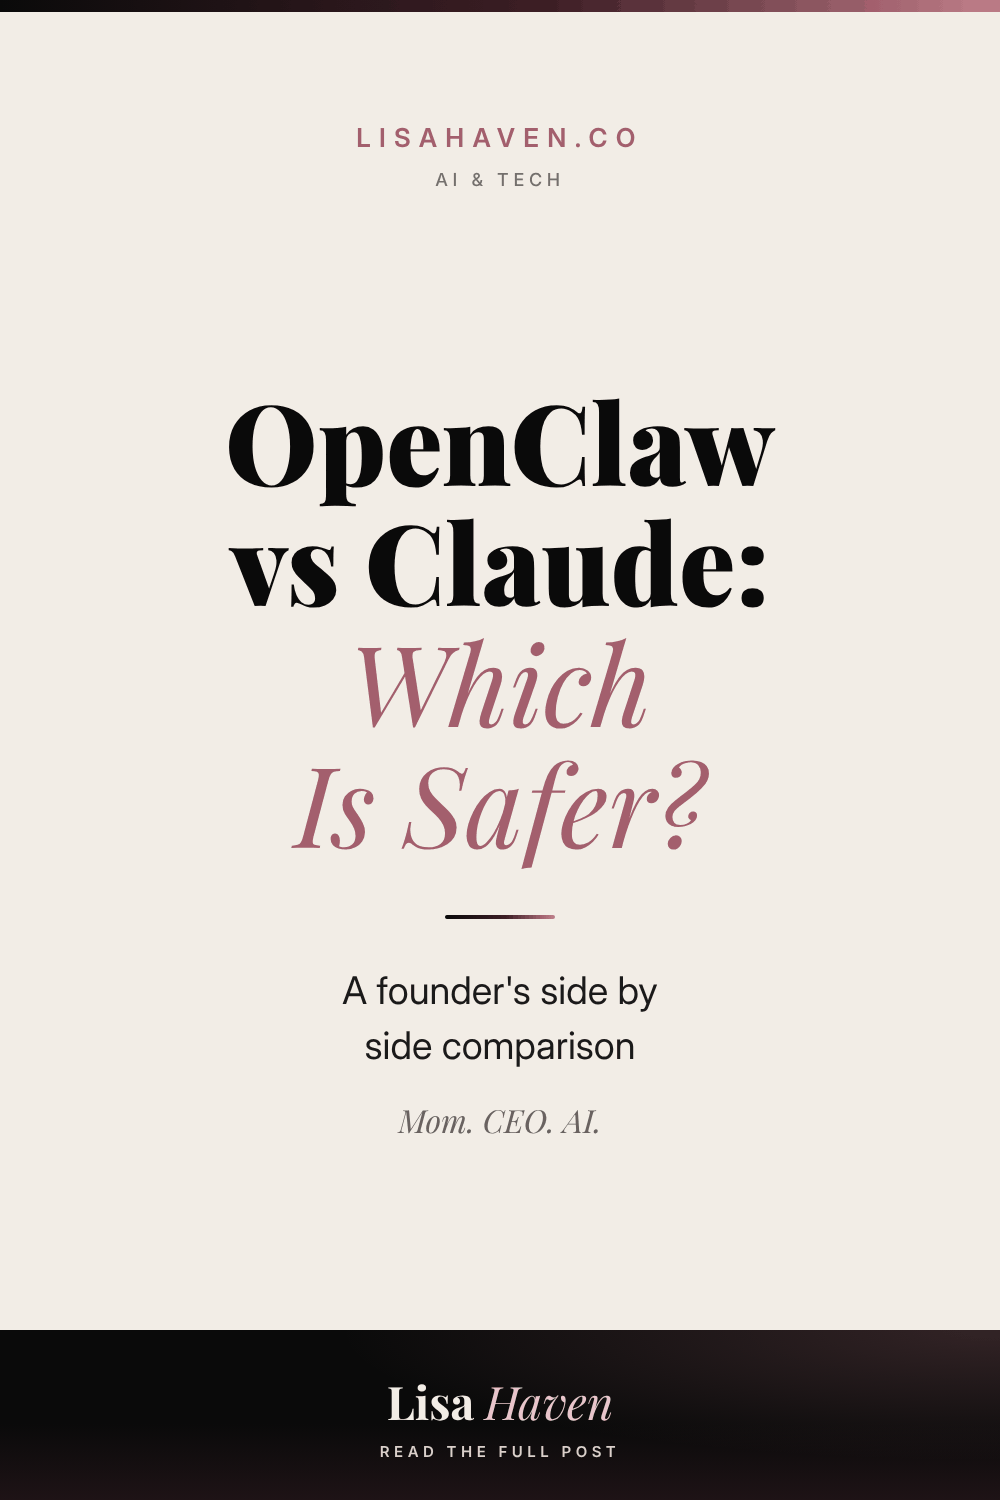 LISAHAVEN.CO
AI & TECH
OpenClaw
vs Claude:
Which
Is Safer?
A founder's side by
side comparison
Mom. CEO. AI.
Lisa Haven
READ THE FULL POST